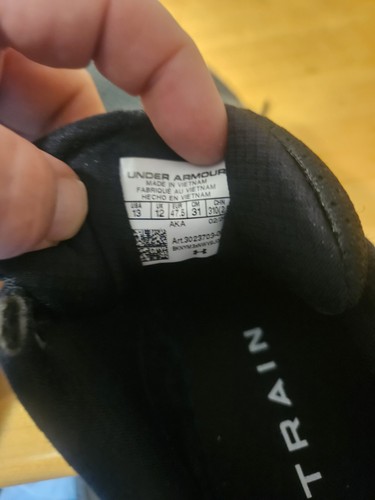 UNDER ARMOUR
MADE IN VIETNAM
FABRIQUÉ AU VIETNAM
HECHO EN VIETNAM
USA UK EUR CM CHN
13 12 47.5 31
AKA
TRAIN